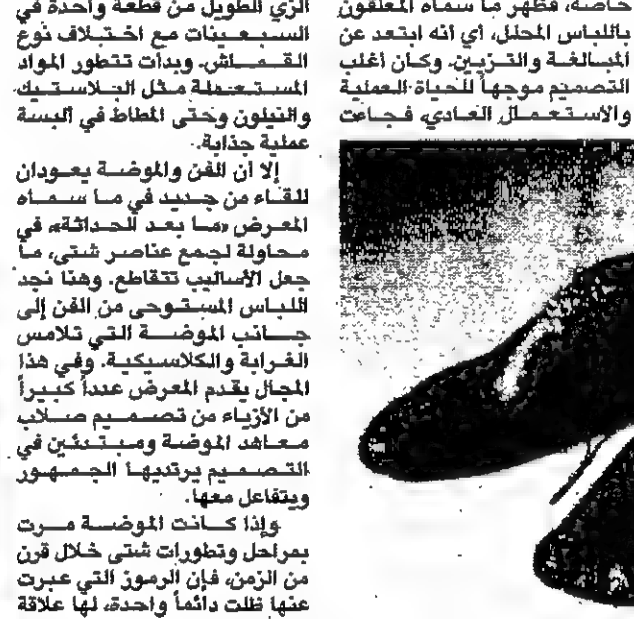 خاصة، فظهر ما سماه المعلقون
باللباس المحلل، أي أنه ابتعد عن
المبالغة والتزيين. وكان أغلب
التصميم موجهاً للحياة العملية
والاستعمال العادي، فجاءت
الزي الطويل من قطعة واحدة في
السبعينات مع اختلاف نوع
القماش. وبدأت تتطور المواد
المستعملة مثل البلاستيك
والنيلون وحتى المطاط في ألبسة
عملية جذابة.
إلا أن الفن والموضة يعودان
للقاء من جديد في ما سماه
المعرض «ما بعد الحداثة» في
محاولة لجمع عناصر شتى، ما
جعل الأساليب تتقاطع. وهنا نجد
اللباس المستوحى من الفن إلى
جانب الموضة التي تلامس
الغرابة والكلاسيكية. وفي هذا
المجال يقدم المعرض عدداً كبيراً
من الأزياء من تصميم صلاب
معاهد الموضة ومبتدئين في
التصميم يرتديها الجمهور
ويتفاعل معها.
وإذا كانت الموضة مرت
بمراحل وتطورات شتى خلال قرن
من الزمن، فإن الرموز التي عبرت
عنها ظلت دائماً واحدة، لها علاقة